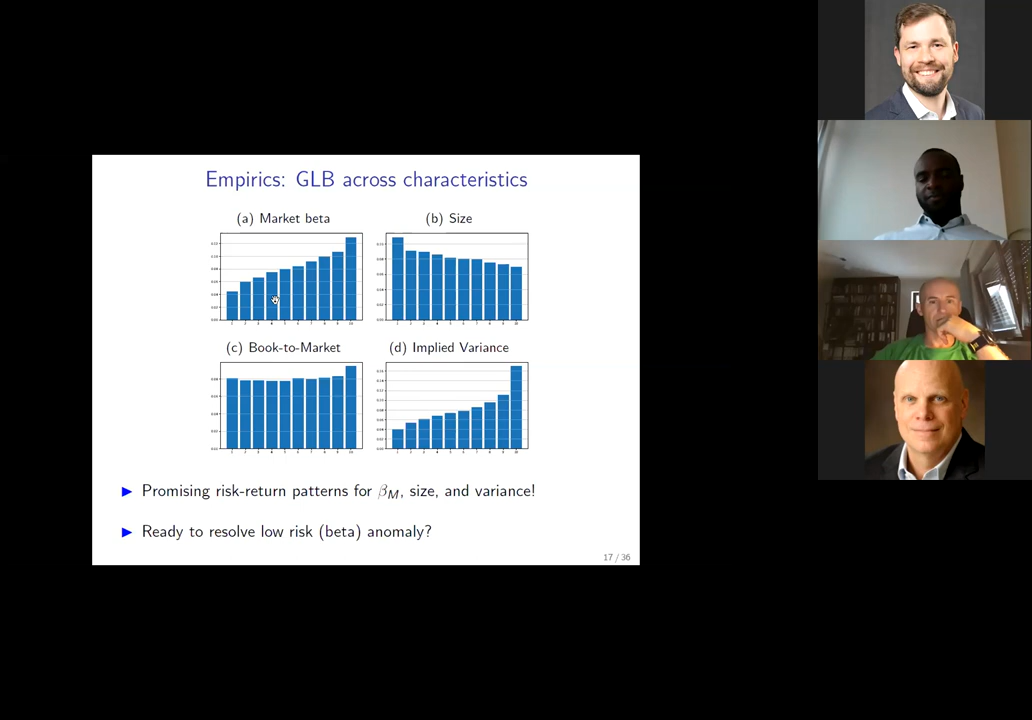 Empirics: GLB across characteristics
(a) Market beta
(b) Size
(c) Book-to-Market
(d) Implied Variance
► Promising risk-return patterns for βM, size, and variance!
► Ready to resolve low risk (beta) anomaly?
17 / 36